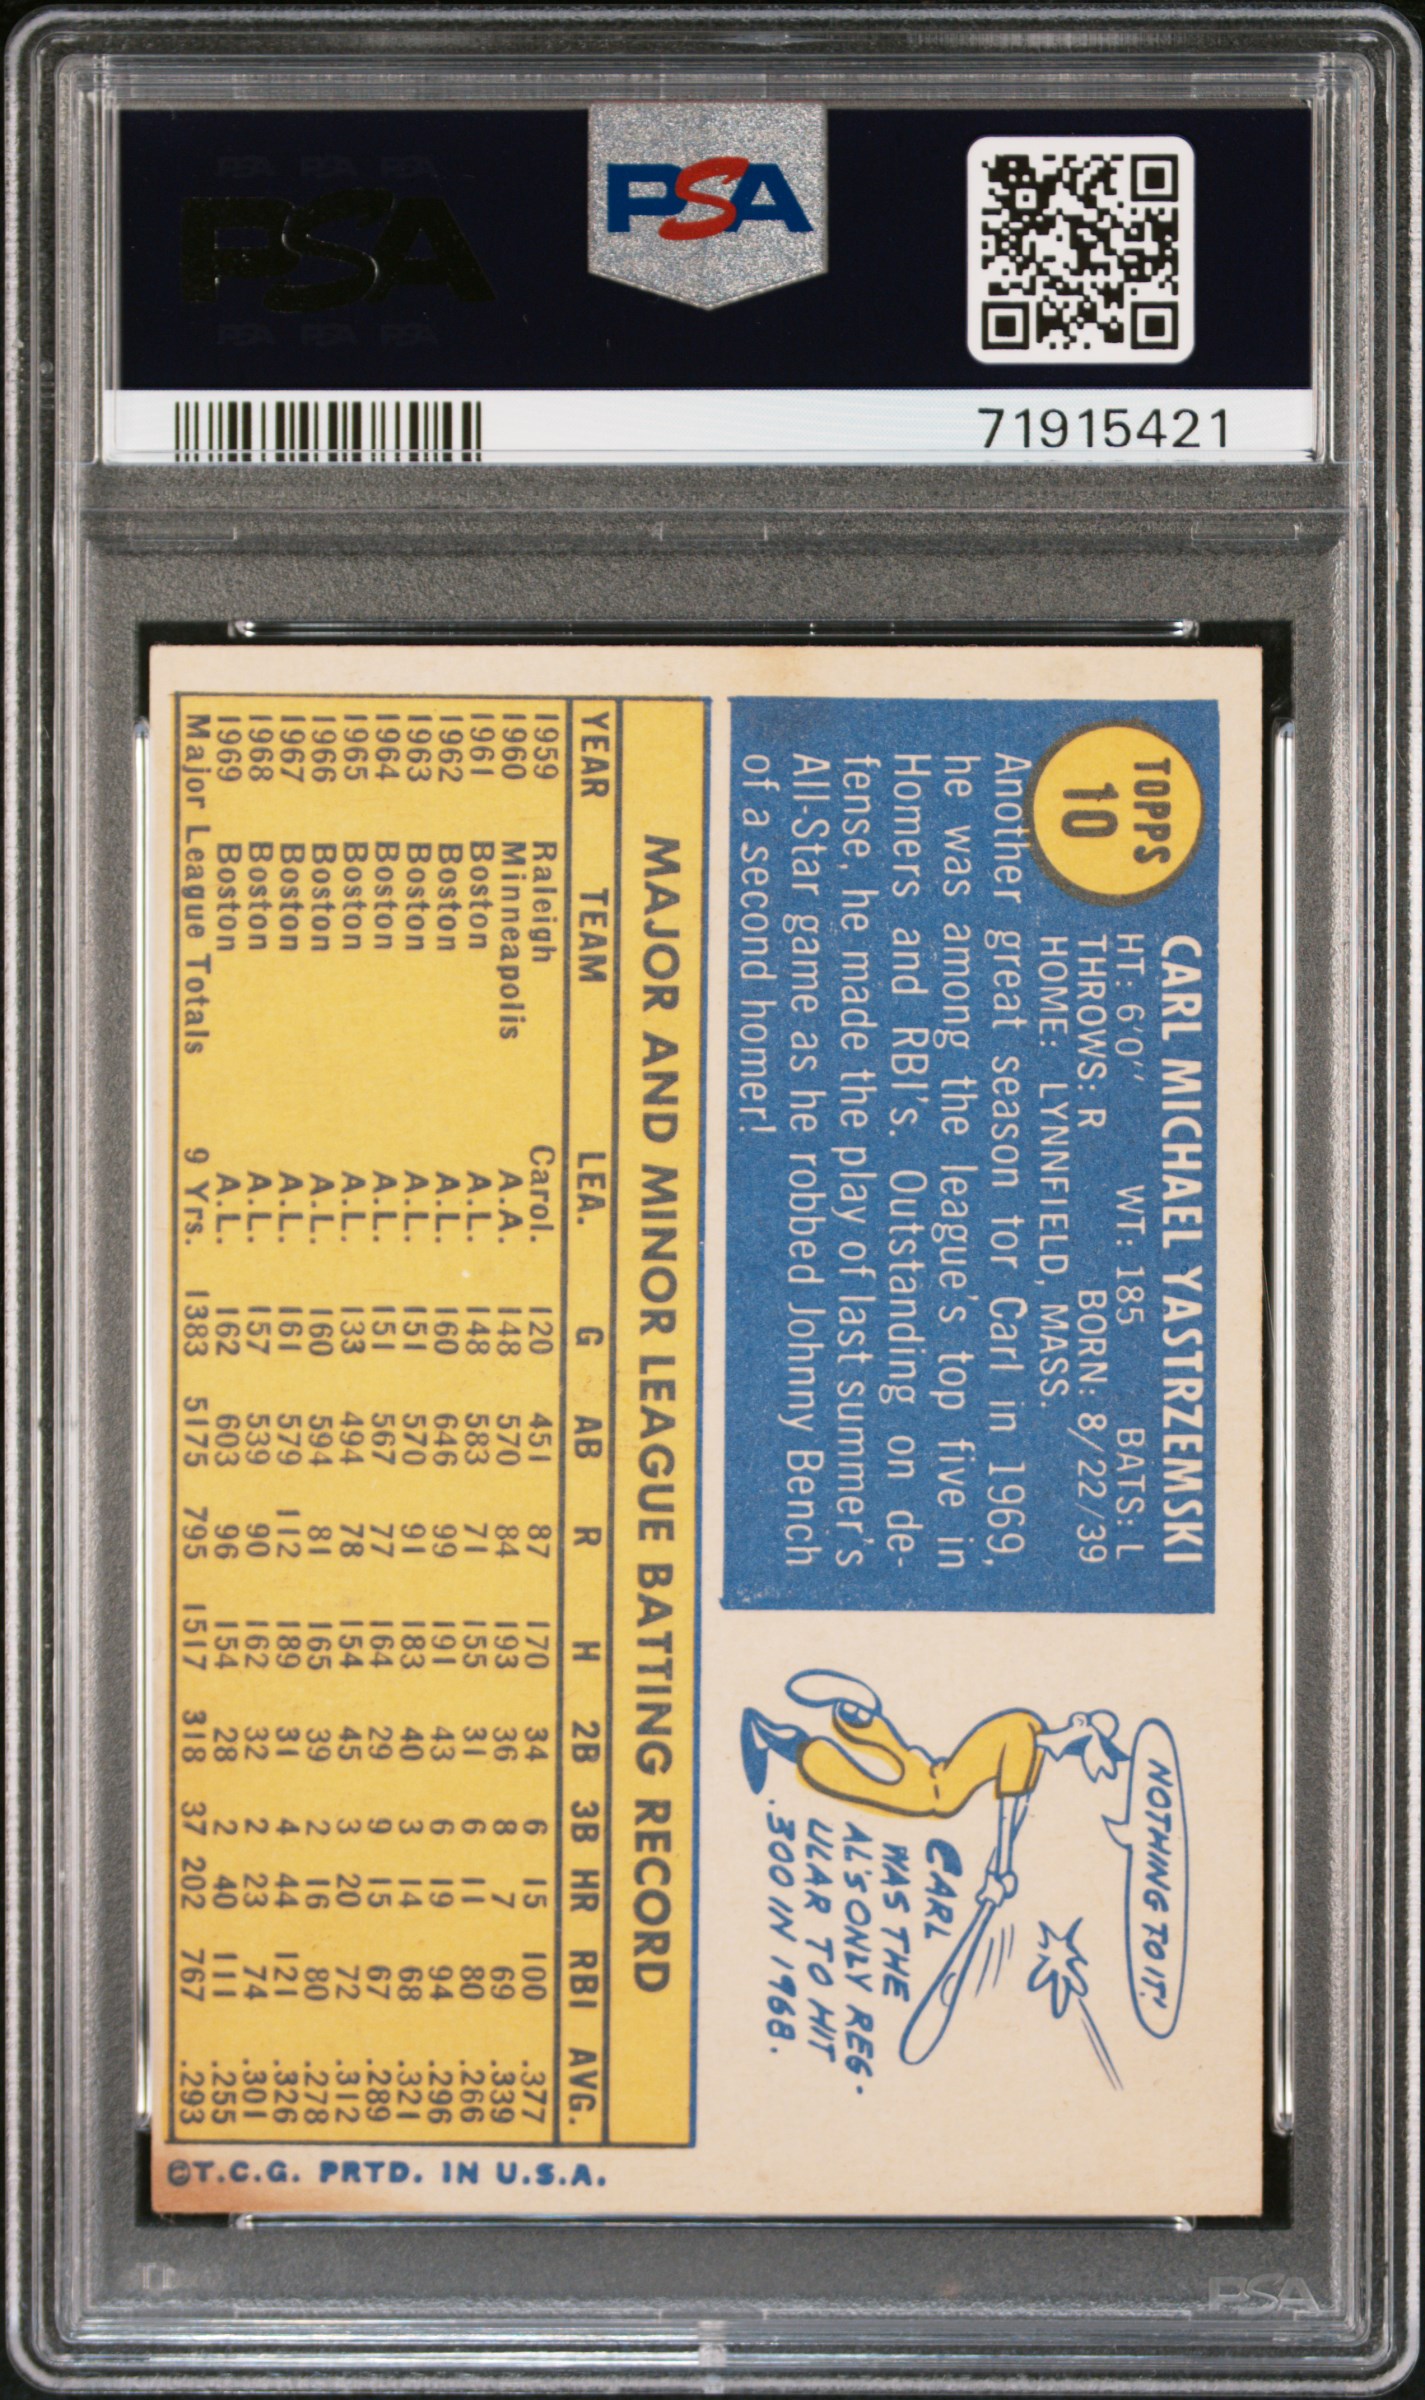 PSA PSA PSA
PSA
PSA PSA PSA
PSA
71915421
TOPPS
10
CARL MICHAEL YASTRZEMSKI
HT: 6'0" WT: 185 BATS: L
THROWS: R BORN: 8/22/39
HOME: LYNNFIELD, MASS.
Another great season for Carl in 1969,
he was among the league's top five in
Homers and RBI's. Outstanding on de-
fense, he made the play of last summer's
All-Star game as he robbed Johnny Bench
of a second homer!
NOTHING TO IT!
CARL
WAS THE
AL'S ONLY REG-
ULAR TO HIT
.300 IN 1968.
MAJOR AND MINOR LEAGUE BATTING RECORD
YEAR TEAM LEA. G AB R H 2B 3B HR RBI AVG.
1959 Raleigh Carol. 120 451 87 170 34 6 15 100 .377
1960 Minneapolis A.A. 148 570 84 193 36 8 7 69 .339
1961 Boston A.L. 148 583 71 155 31 6 11 80 .266
1962 Boston A.L. 160 646 99 191 43 6 19 94 .296
1963 Boston A.L. 151 570 91 183 40 3 14 68 .321
1964 Boston A.L. 151 567 77 164 29 9 15 67 .289
1965 Boston A.L. 133 494 78 154 45 3 20 72 .312
1966 Boston A.L. 160 594 81 165 39 2 16 80 .278
1967 Boston A.L. 161 579 112 189 31 4 44 121 .326
1968 Boston A.L. 157 539 90 162 32 2 23 74 .301
1969 Boston A.L. 162 603 96 154 28 2 40 111 .255
Major League Totals 9 Yrs. 1383 5175 795 1517 318 37 202 767 .293
©T.C.G. PRTD. IN U.S.A.
PSA